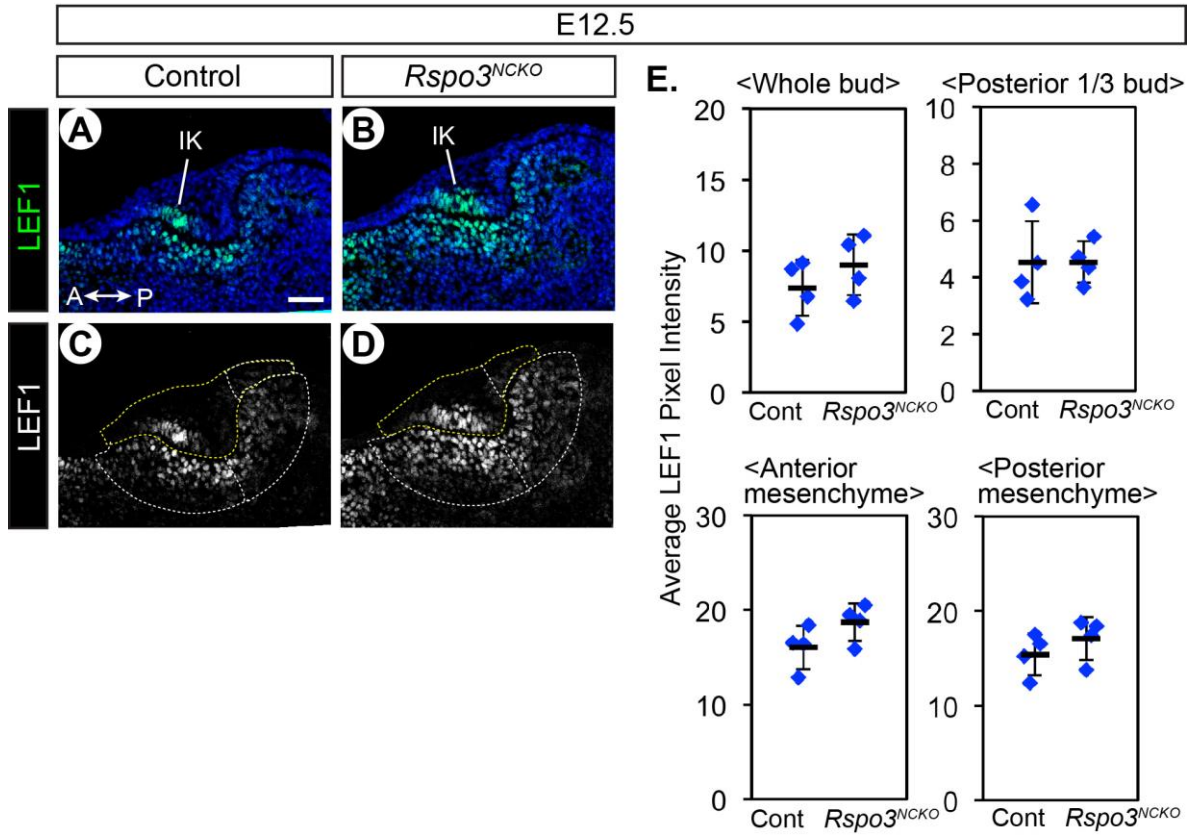 E12.5
Control
Rspo3NCKO
LEF1
A
IK
A P
B
IK
LEF1
C
D
E.
Average LEF1 Pixel Intensity
<Whole bud>
20
15
10
5
0
Cont Rspo3NCKO
<Posterior 1/3 bud>
10
8
6
4
2
0
Cont Rspo3NCKO
<Anterior
mesenchyme>
30
20
10
0
Cont Rspo3NCKO
<Posterior
mesenchyme>
30
20
10
0
Cont Rspo3NCKO